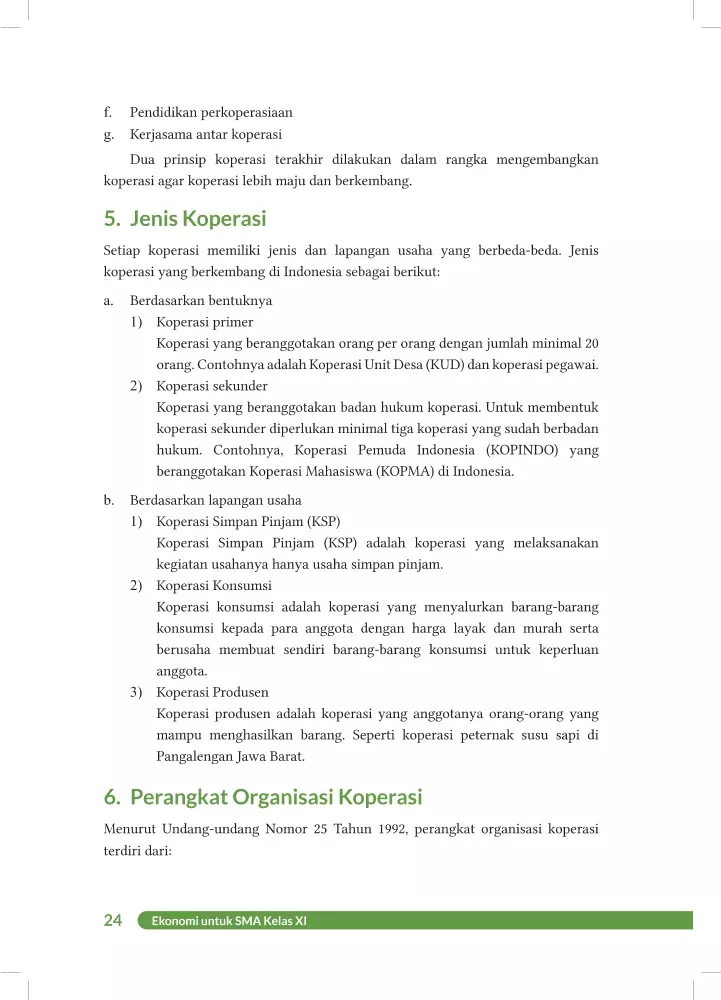 f. Pendidikan perkoperasiaan
g. Kerjasama antar koperasi
Dua prinsip koperasi terakhir dilakukan dalam rangka mengembangkan
koperasi agar koperasi lebih maju dan berkembang.
5. Jenis Koperasi
Setiap koperasi memiliki jenis dan lapangan usaha yang berbeda-beda. Jenis
koperasi yang berkembang di Indonesia sebagai berikut:
a. Berdasarkan bentuknya
1) Koperasi primer
Koperasi yang beranggotakan orang per orang dengan jumlah minimal 20
orang. Contohnya adalah Koperasi Unit Desa (KUD) dan koperasi pegawai.
2) Koperasi sekunder
Koperasi yang beranggotakan badan hukum koperasi. Untuk membentuk
koperasi sekunder diperlukan minimal tiga koperasi yang sudah berbadan
hukum. Contohnya, Koperasi Pemuda Indonesia (KOPINDO) yang
beranggotakan Koperasi Mahasiswa (KOPMA) di Indonesia.
b. Berdasarkan lapangan usaha
1) Koperasi Simpan Pinjam (KSP)
Koperasi Simpan Pinjam (KSP) adalah koperasi yang melaksanakan
kegiatan usahanya hanya usaha simpan pinjam.
2) Koperasi Konsumsi
Koperasi konsumsi adalah koperasi yang menyalurkan barang-barang
konsumsi kepada para anggota dengan harga layak dan murah serta
berusaha membuat sendiri barang-barang konsumsi untuk keperluan
anggota.
3) Koperasi Produsen
Koperasi produsen adalah koperasi yang anggotanya orang-orang yang
mampu menghasilkan barang. Seperti koperasi peternak susu sapi di
Pangalengan Jawa Barat.
6. Perangkat Organisasi Koperasi
Menurut Undang-undang Nomor 25 Tahun 1992, perangkat organisasi koperasi
terdiri dari:
24 Ekonomi untuk SMA Kelas XI